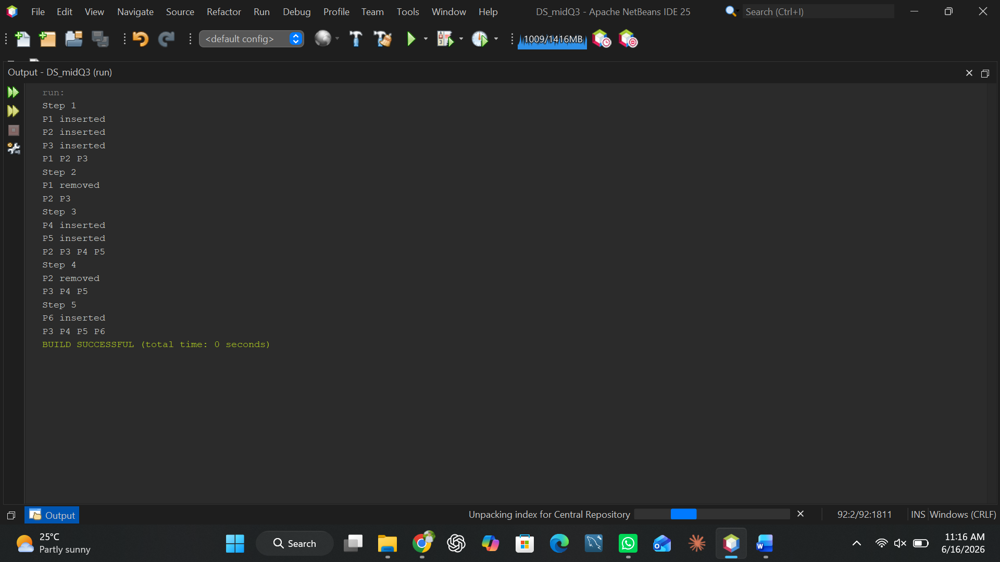 File Edit View Navigate Source Refactor Run Debug Profile Team Tools Window Help DS_midQ3 - Apache NetBeans IDE 25 Search (Ctrl+I)
<default config> 1009/1416MB
Output - DS_midQ3 (run)
run:
Step 1
P1 inserted
P2 inserted
P3 inserted
P1 P2 P3
Step 2
P1 removed
P2 P3
Step 3
P4 inserted
P5 inserted
P2 P3 P4 P5
Step 4
P2 removed
P3 P4 P5
Step 5
P6 inserted
P3 P4 P5 P6
BUILD SUCCESSFUL (total time: 0 seconds)
Output Unpacking index for Central Repository 92:2/92:1811 INS Windows (CRLF)
25°C
Partly sunny
Search
11:16 AM
6/16/2026